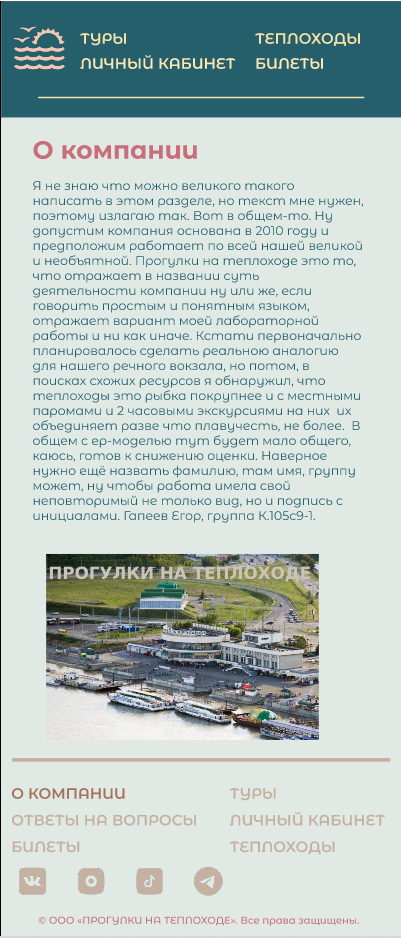 ТУРЫ ТЕПЛОХОДЫ
ЛИЧНЫЙ КАБИНЕТ БИЛЕТЫ
О компании
Я не знаю что можно великого такого
написать в этом разделе, но текст мне нужен,
поэтому излагаю так. Вот в общем-то. Ну
допустим компания основана в 2010 году и
предположим работает по всей нашей великой
и необъятной. Прогулки на теплоходе это то,
что отражает в названии суть
деятельности компании ну или же, если
говорить простым и понятным языком,
отражает вариант моей лабораторной
работы и ни как иначе. Кстати первоначально
планировалось сделать реальную аналогию
для нашего речного вокзала, но потом, в
поисках схожих ресурсов я обнаружил, что
теплоходы это рыбка покрупнее и с местными
паромами и 2 часовыми экскурсиями на них их
объединяет разве что плавучесть, не более. В
общем с ер-моделью тут будет мало общего,
каюсь, готов к снижению оценки. Наверное
нужно ещё назвать фамилию, там имя, группу
может, ну чтобы работа имела свой
неповторимый не только вид, но и подпись с
инициалами. Гапеев Егор, группа К.105с9-1.
ПРОГУЛКИ НА ТЕПЛОХОДЕ
О КОМПАНИИ ТУРЫ
ОТВЕТЫ НА ВОПРОСЫ ЛИЧНЫЙ КАБИНЕТ
БИЛЕТЫ ТЕПЛОХОДЫ
© ООО «ПРОГУЛКИ НА ТЕПЛОХОДЕ». Все права защищены.